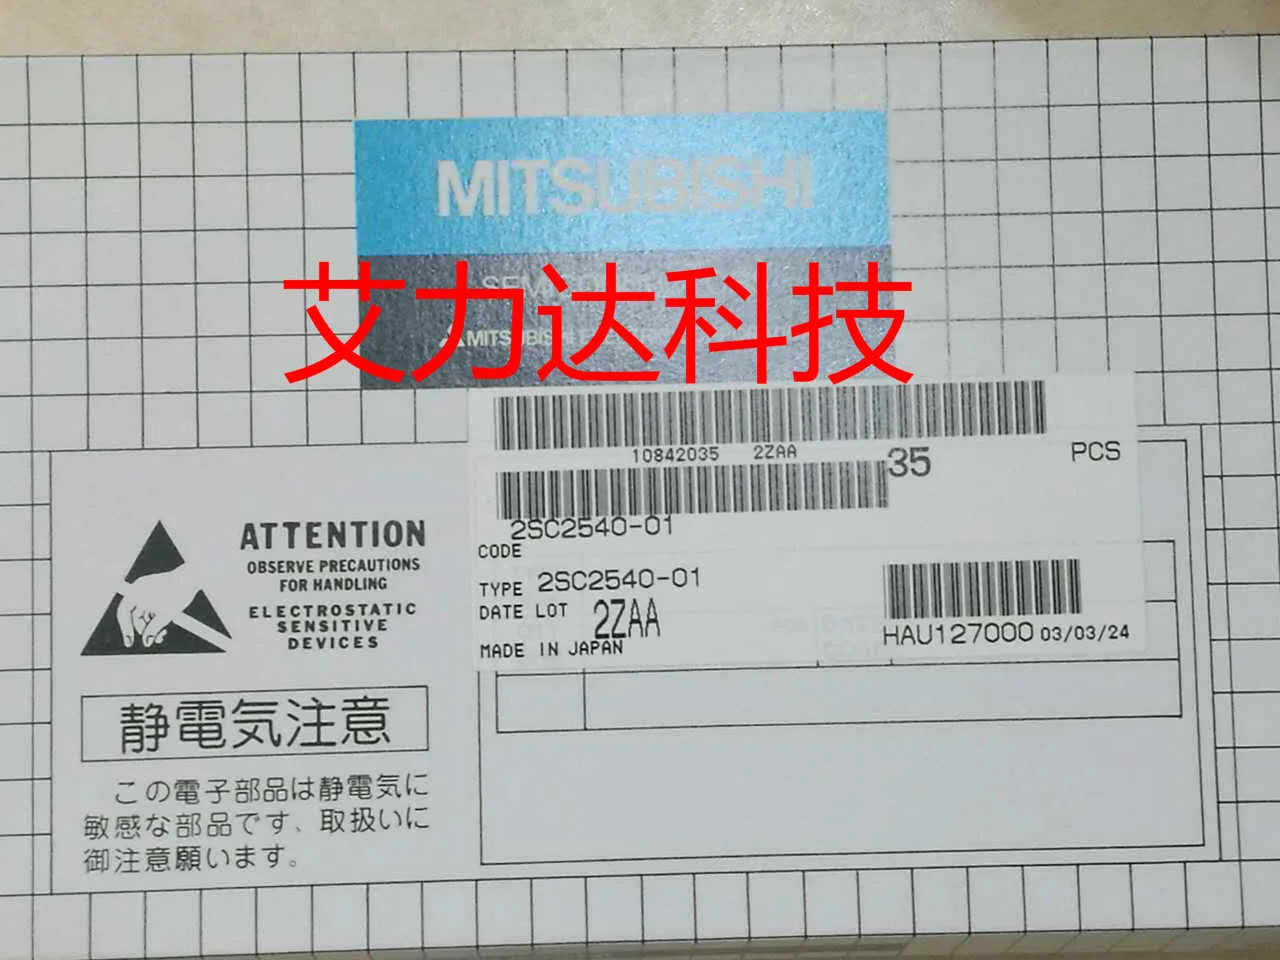 MITSUBISHI
艾力达科技
MITSUBISHI
10842035 2ZAA
35 PCS
2SC2540-01
CODE
TYPE 2SC2540-01
DATE LOT 2ZAA
HAU127000 03/03/24
MADE IN JAPAN
ATTENTION
OBSERVE PRECAUTIONS
FOR HANDLING
ELECTROSTATIC
SENSITIVE
DEVICES
静電気注意
この電子部品は静電気に
敏感な部品です、取扱いに
御注意願います。